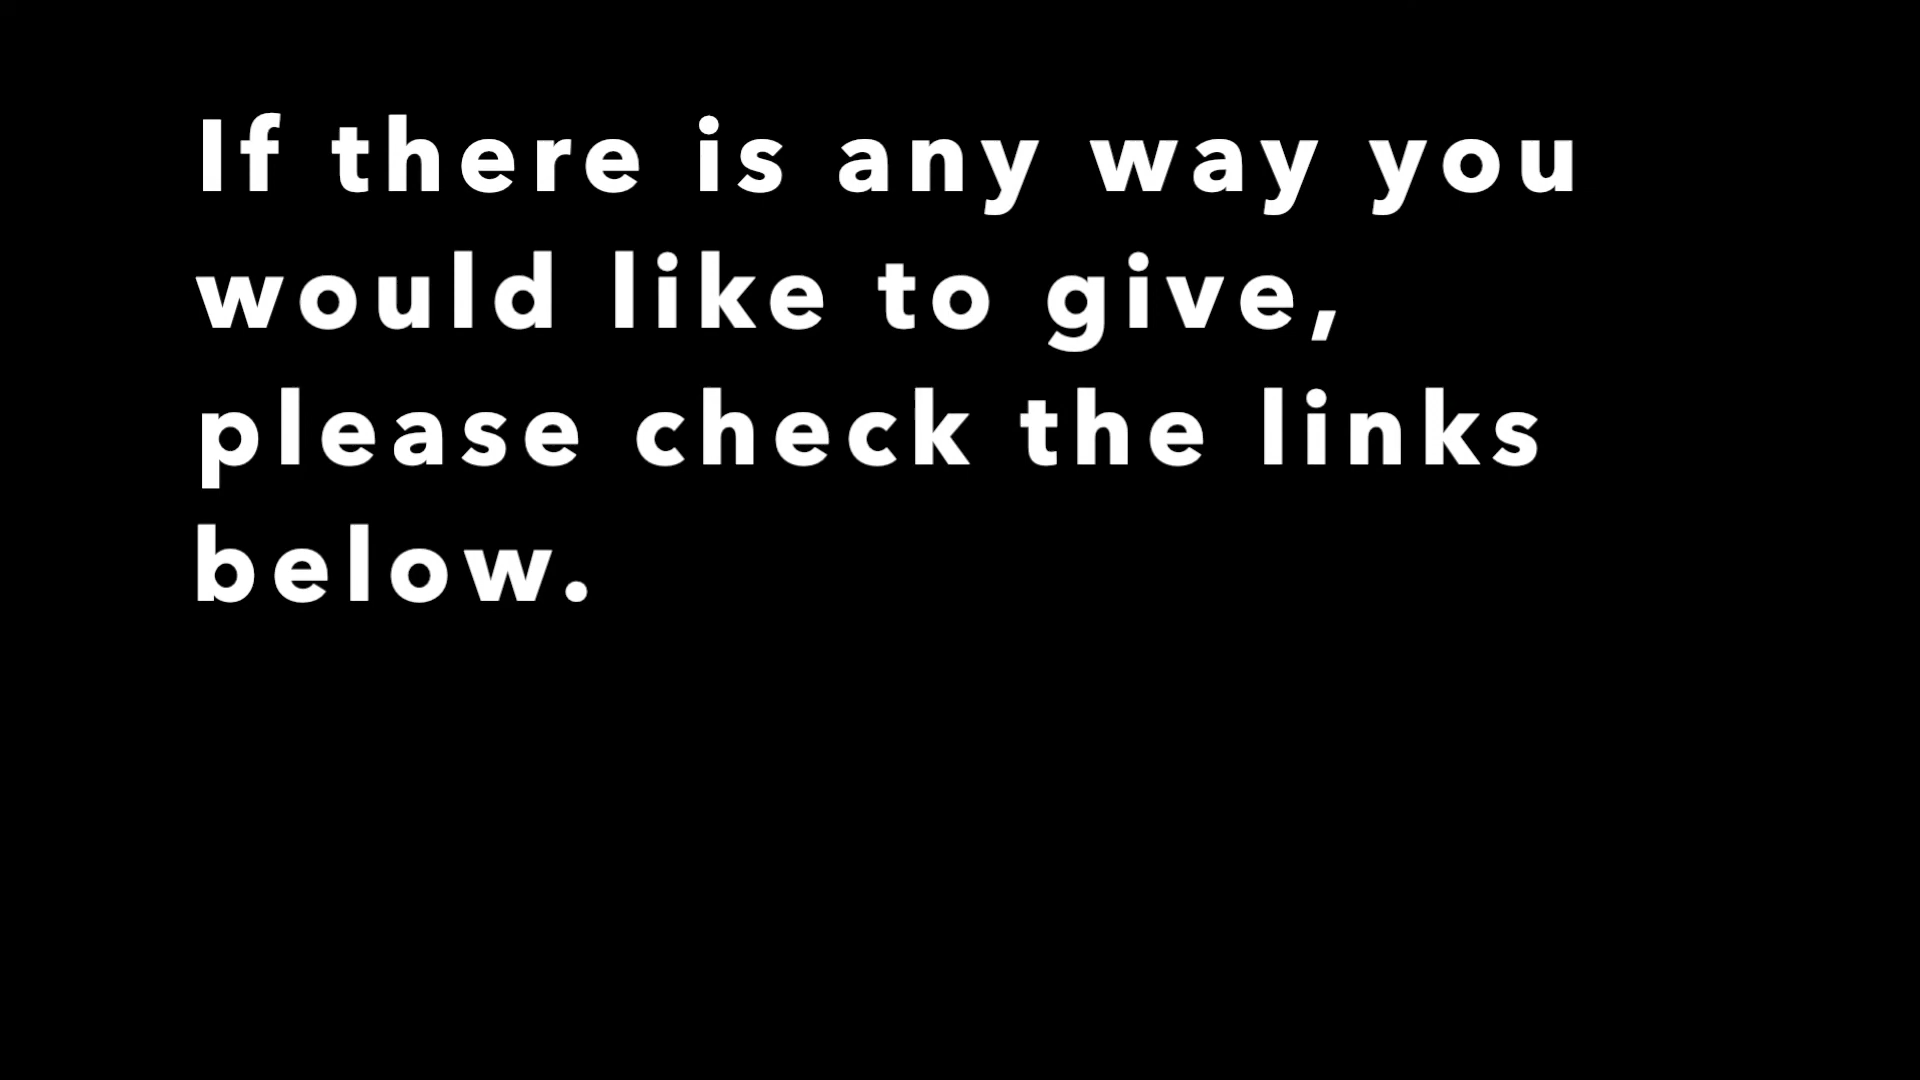 If there is any way you
would like to give,
please check the links
below.